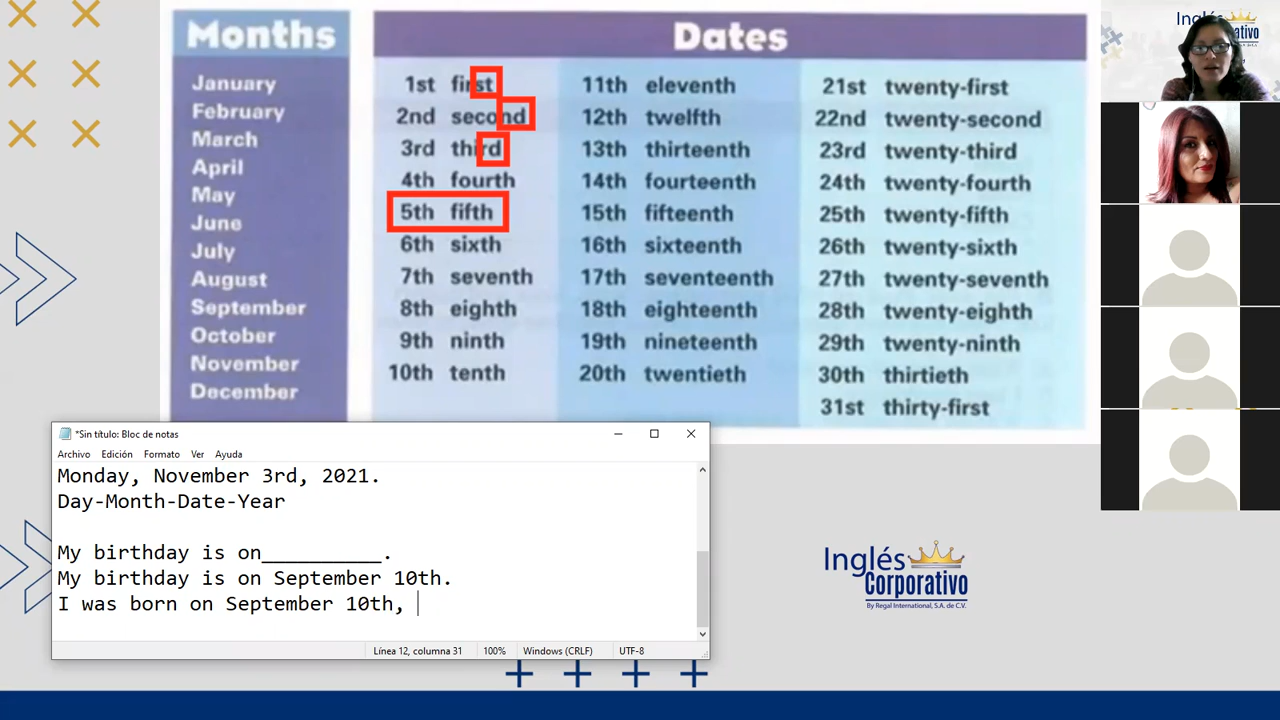 Months
January
February
March
April
May
June
July
August
September
October
November
December
Dates
1st first
2nd second
3rd third
4th fourth
5th fifth
6th sixth
7th seventh
8th eighth
9th ninth
10th tenth
11th eleventh
12th twelfth
13th thirteenth
14th fourteenth
15th fifteenth
16th sixteenth
17th seventeenth
18th eighteenth
19th nineteenth
20th twentieth
21st twenty-first
22nd twenty-second
23rd twenty-third
24th twenty-fourth
25th twenty-fifth
26th twenty-sixth
27th twenty-seventh
28th twenty-eighth
29th twenty-ninth
30th thirtieth
31st thirty-first
*Sin título: Bloc de notas
Archivo Edición Formato Ver Ayuda
Monday, November 3rd, 2021.
Day-Month-Date-Year
My birthday is on__________.
My birthday is on September 10th.
I was born on September 10th,
Línea 12, columna 31 100% Windows (CRLF) UTF-8
Inglés
Corporativo
By Regal International, S.A. de C.V.